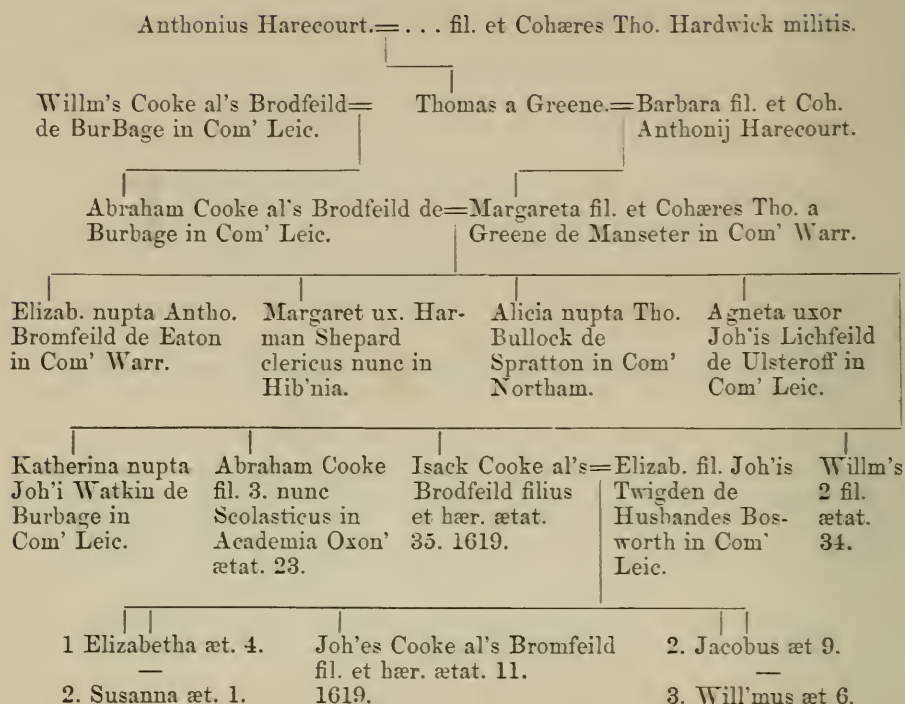 Anthonius Harecourt.=. . . fil. et Cohæres Tho. Hardwick militis.
Willm's Cooke al's Brodfeild=
de BurBage in Com' Leic.
Thomas a Greene.=Barbara fil. et Coh.
Anthonij Harecourt.
Abraham Cooke al's Brodfeild de=Margareta fil. et Cohæres Tho. a
Burbage in Com' Leic.
Greene de Manseter in Com' Warr.
Elizab. nupta Antho.
Bromfeild de Eaton
in Com' Warr.
Margaret ux. Har-
man Shepard
clericus nunc in
Hib'nia.
Alicia nupta Tho.
Bullock de
Spratton in Com'
Northam.
Agneta uxor
Joh'is Lichfeild
de Ulsteroff in
Com' Leic.
Katherina nupta
Joh'i Watkin de
Burbage in
Com' Leic.
Abraham Cooke
fil. 3. nunc
Scolasticus in
Academia Oxon'
ætat. 23.
Isack Cooke al's=
Brodfeild filius
et hær. ætat.
35. 1619.
Elizab. fil. Joh'is
Twigden de
Husbandes Bos-
worth in Com'
Leic.
Willm's
2 fil.
ætat.
34.
1 Elizabetha æt. 4.
—
2. Susanna æt. 1.
Joh'es Cooke al's Bromfeild
fil. et hær. ætat. 11.
1619.
2. Jacobus æt 9.
—
3. Will'mus æt 6.